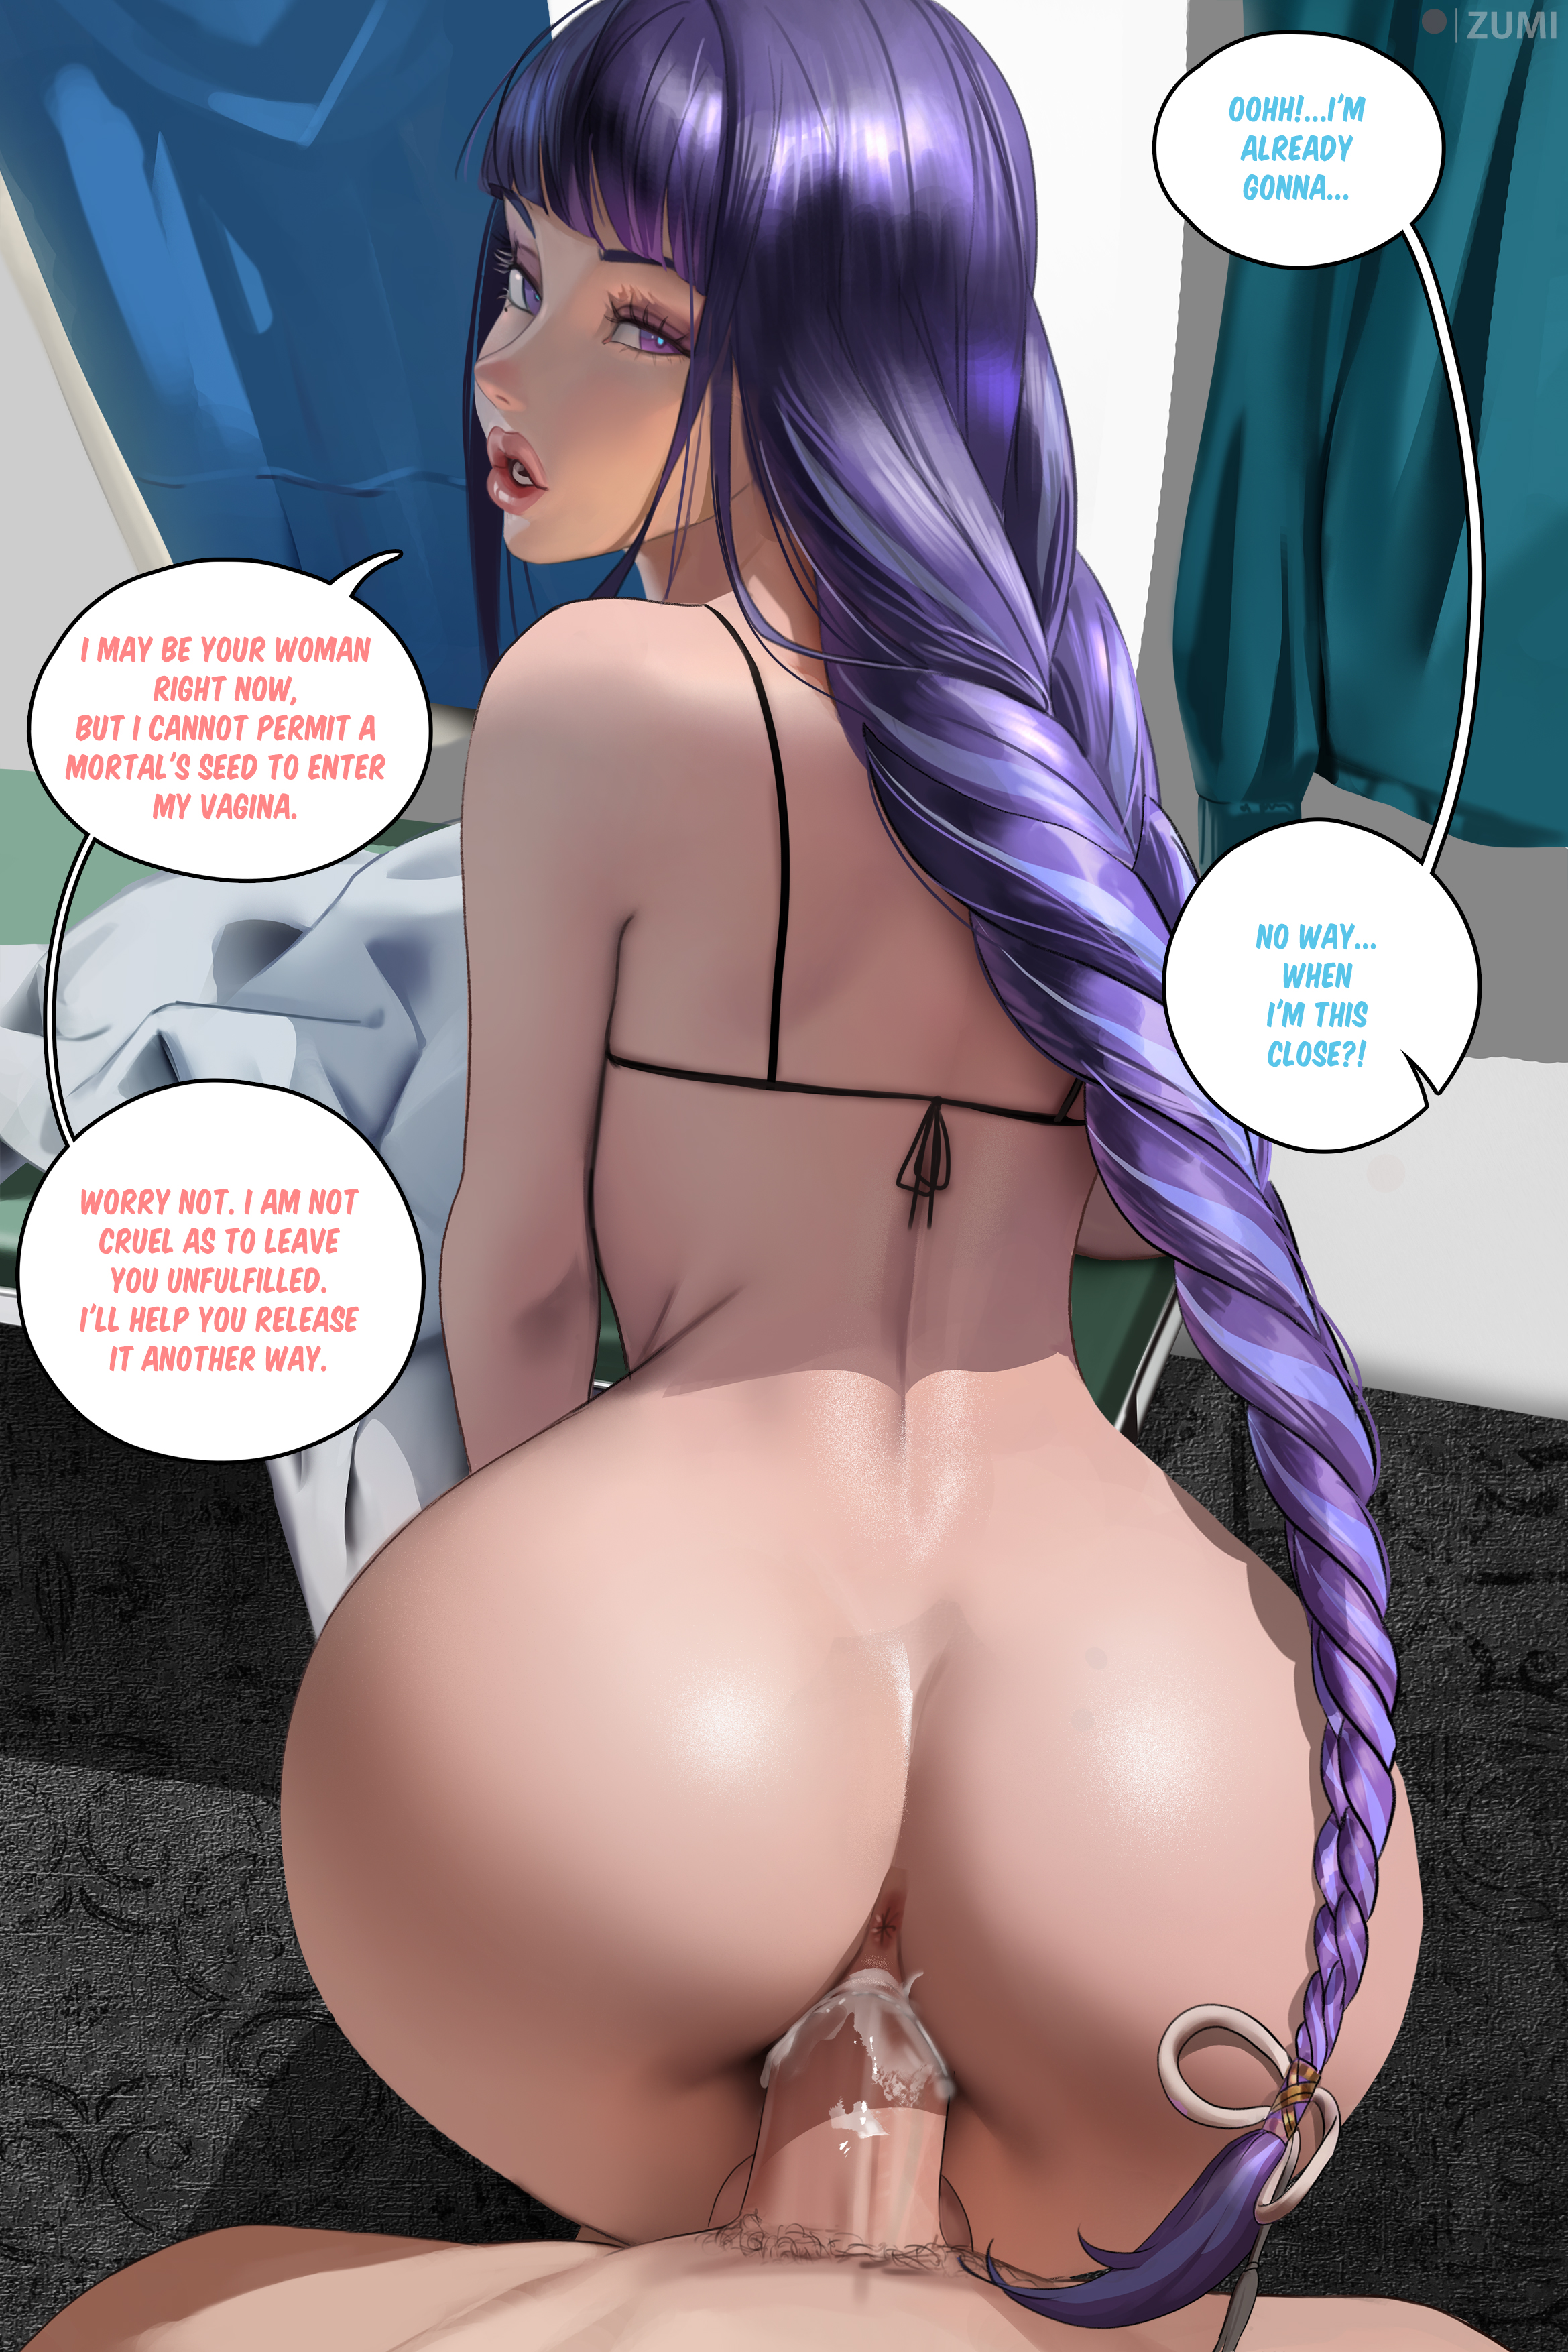 ZUMI
OOHH!...I'M
ALREADY
GONNA...
I MAY BE YOUR WOMAN
RIGHT NOW,
BUT I CANNOT PERMIT A
MORTAL'S SEED TO ENTER
MY VAGINA.
NO WAY...
WHEN
I'M THIS
CLOSE?!
WORRY NOT. I AM NOT
CRUEL AS TO LEAVE
YOU UNFULFILLED.
I'LL HELP YOU RELEASE
IT ANOTHER WAY.